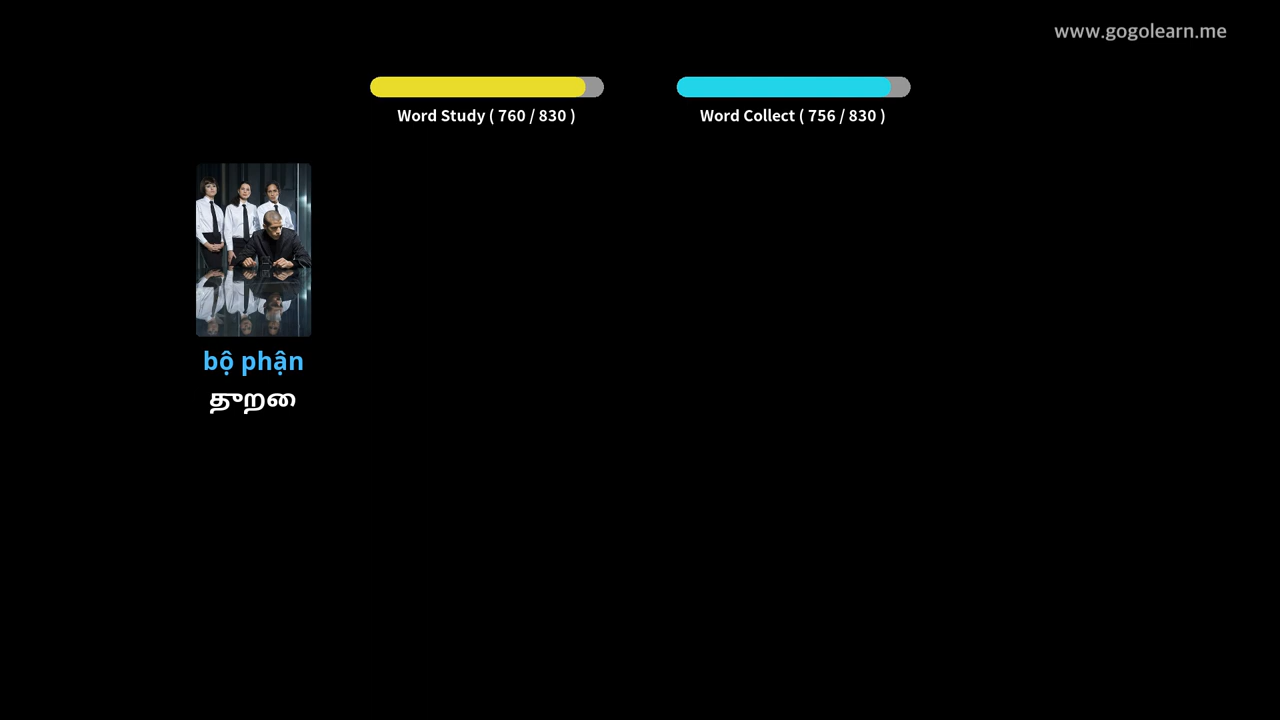 www.gogolearn.me
Word Study ( 760 / 830 )
Word Collect ( 756 / 830 )
bộ phận
துறை